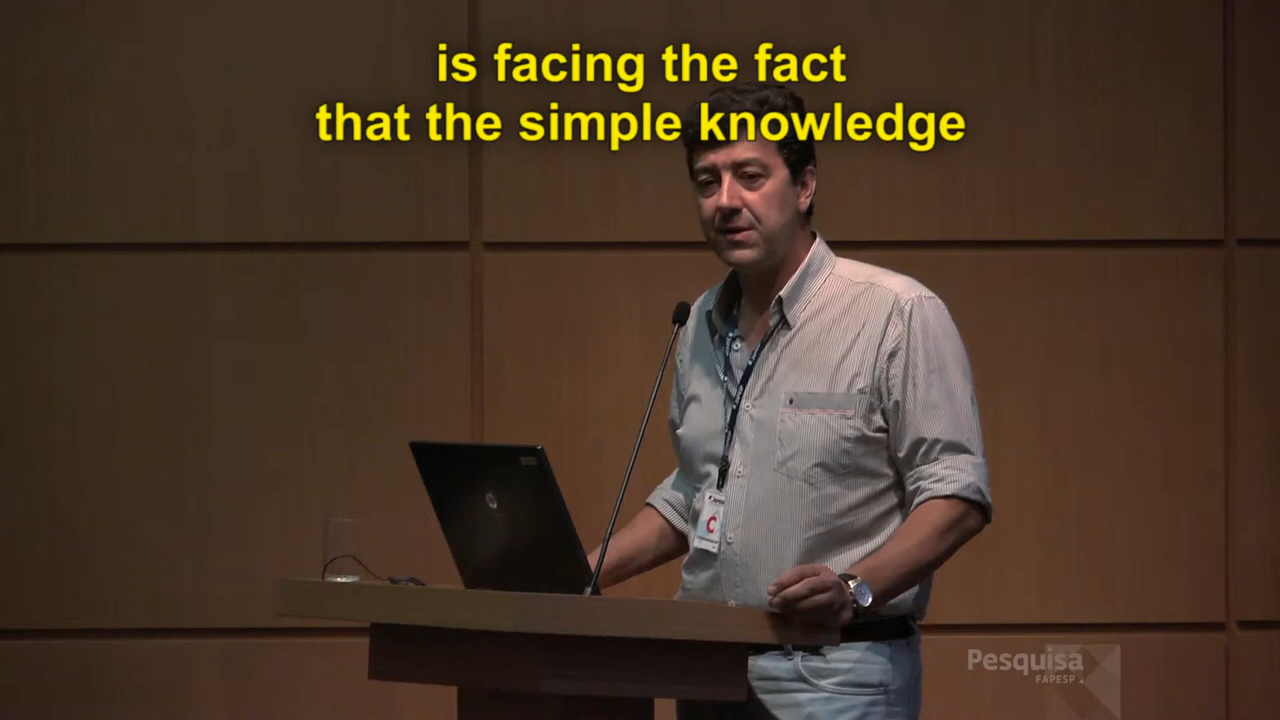 is facing the fact
that the simple knowledge
C
Pesquisa
FAPESP